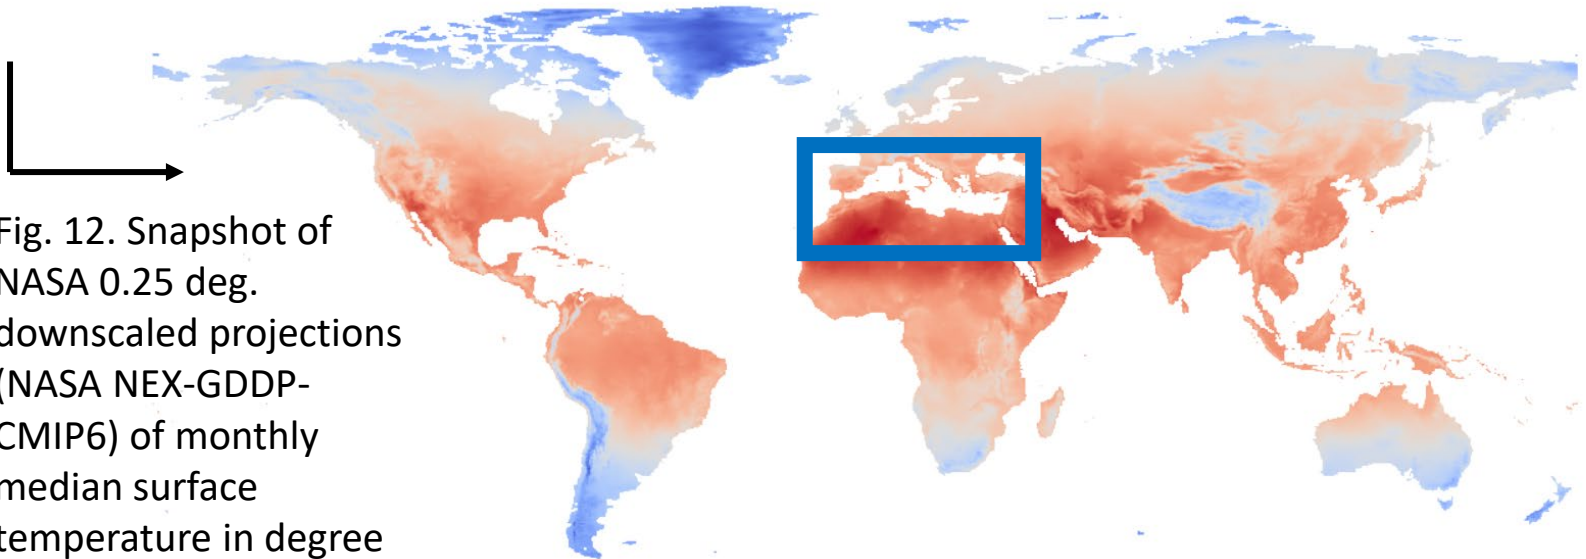 Fig. 12. Snapshot of
NASA 0.25 deg.
downscaled projections
(NASA NEX-GDDP-
CMIP6) of monthly
median surface
temperature in degree